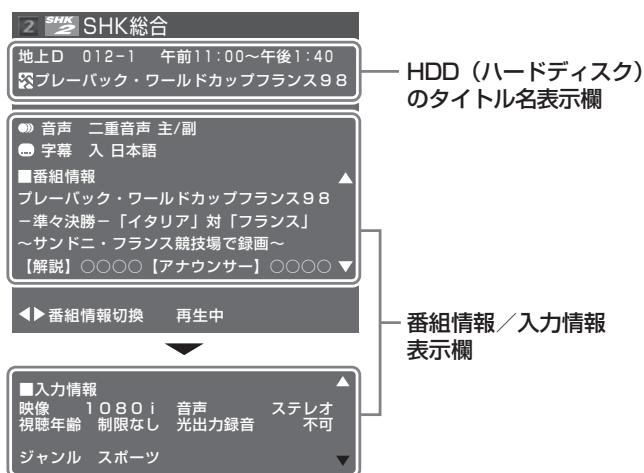 2 SHK2 SHK総合
地上D 012-1 午前11:00～午後1:40
プレーバック・ワールドカップフランス98
HDD（ハードディスク）
のタイトル名表示欄
音声 二重音声 主/副
字幕 入 日本語
■番組情報
プレーバック・ワールドカップフランス98
－準々決勝－「イタリア」対「フランス」
～サンドニ・フランス競技場で録画～
【解説】○○○○【アナウンサー】○○○○
◀▶番組情報切換 再生中
番組情報／入力情報
表示欄
■入力情報
映像 1080i 音声 ステレオ
視聴年齢 制限なし 光出力録音 不可
ジャンル スポーツ